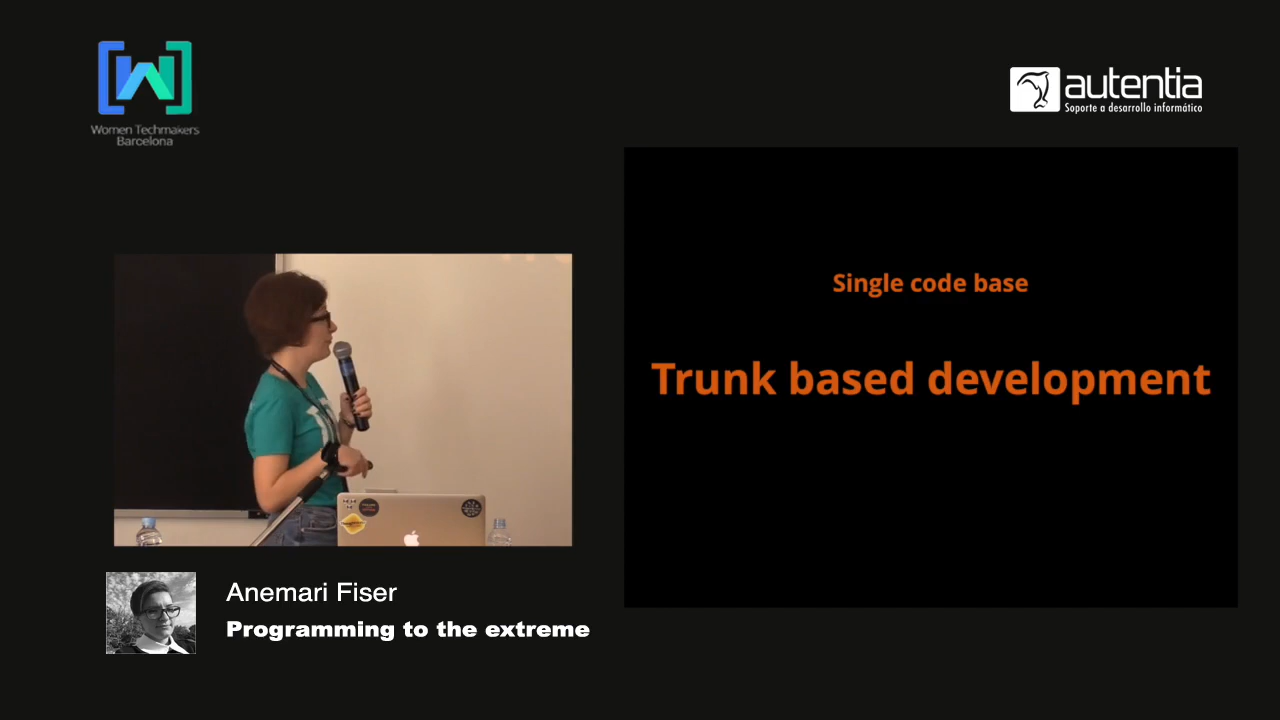 Women Techmakers
Barcelona
autentia
Soporte a desarrollo informático
Single code base
Trunk based development
Anemari Fiser
Programming to the extreme